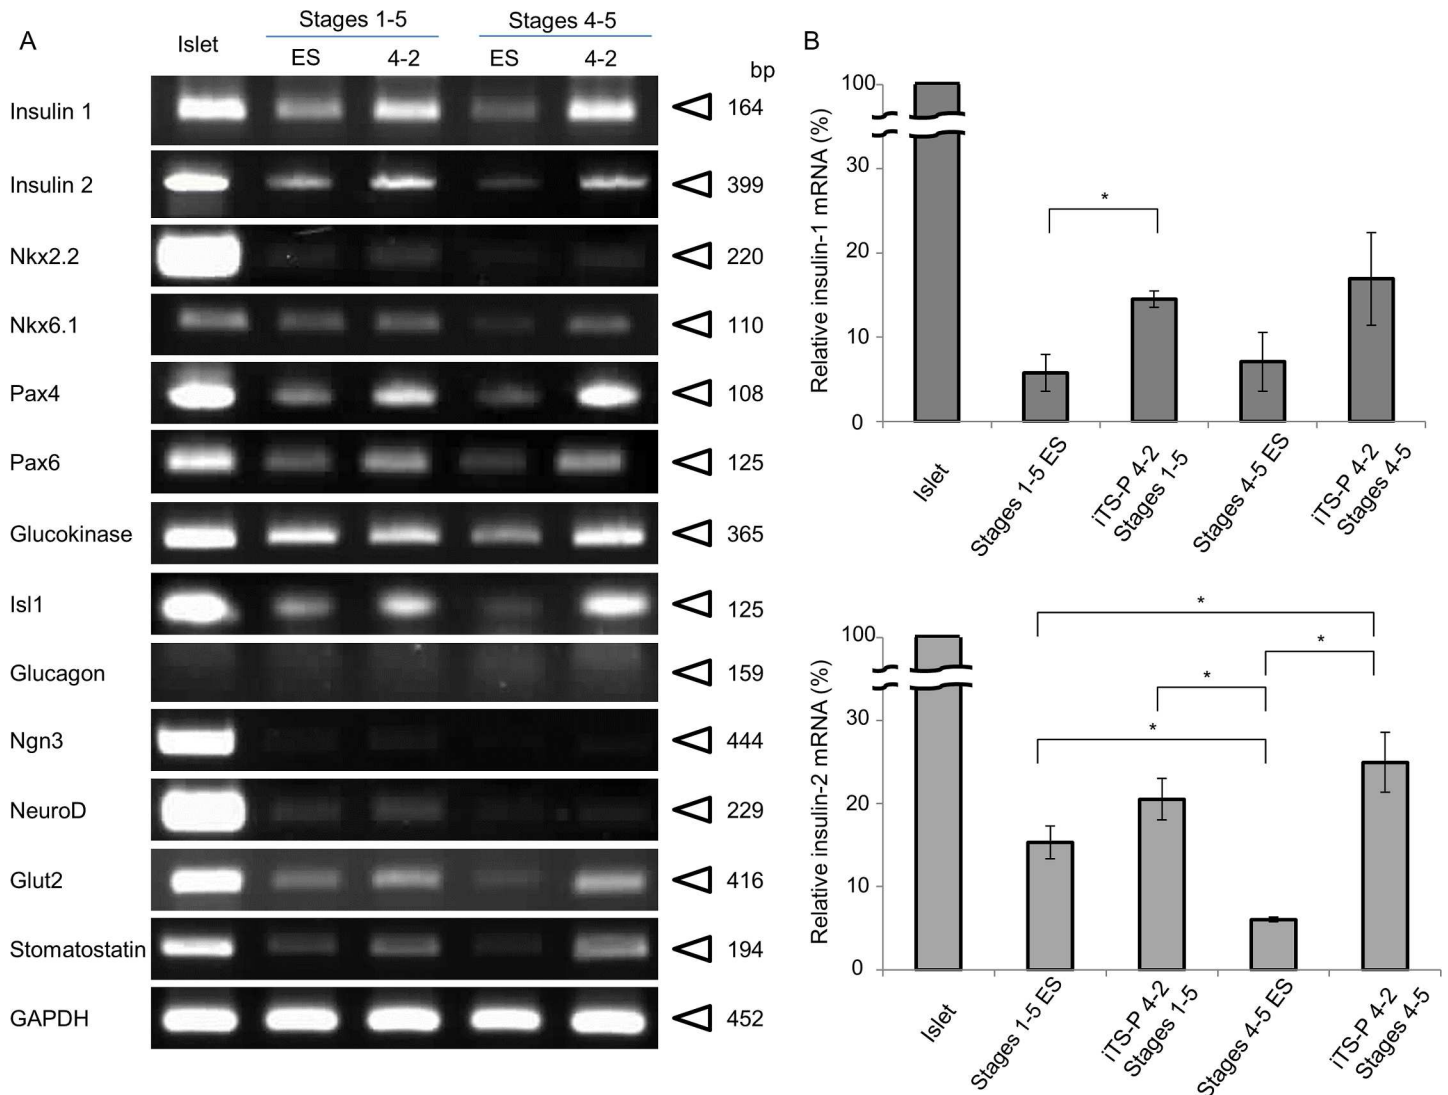 A
Stages 1-5
Stages 4-5
Islet
ES
4-2
ES
4-2
bp
Insulin 1
164
Insulin 2
399
Nkx2.2
220
Nkx6.1
110
Pax4
108
Pax6
125
Glucokinase
365
Isl1
125
Glucagon
159
Ngn3
444
NeuroD
229
Glut2
416
Stomatostatin
194
GAPDH
452
B
Relative insulin-1 mRNA (%)
100
30
20
10
0
*
Islet
Stages 1-5 ES
iTS-P 4-2
Stages 1-5
Stages 4-5 ES
iTS-P 4-2
Stages 4-5
Relative insulin-2 mRNA (%)
100
30
20
10
0
*
*
*
*
Islet
Stages 1-5 ES
iTS-P 4-2
Stages 1-5
Stages 4-5 ES
iTS-P 4-2
Stages 4-5